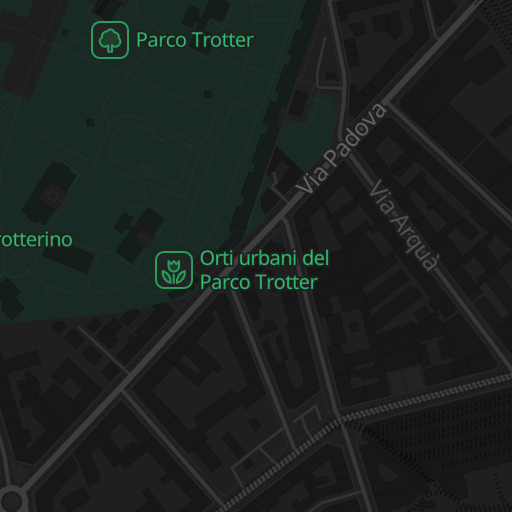 Parco Trotter
Via Padova
Via Arquà
rotterino
Orti urbani del
Parco Trotter